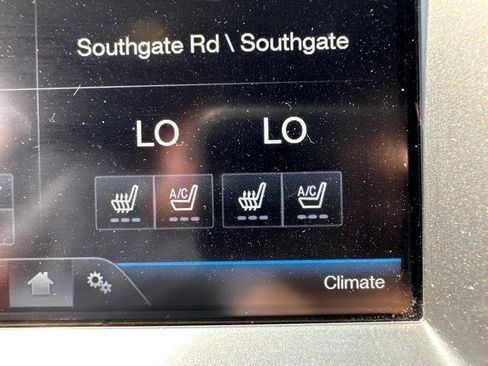 Southgate Rd \ Southgate
LO LO
A/C A/C
Climate